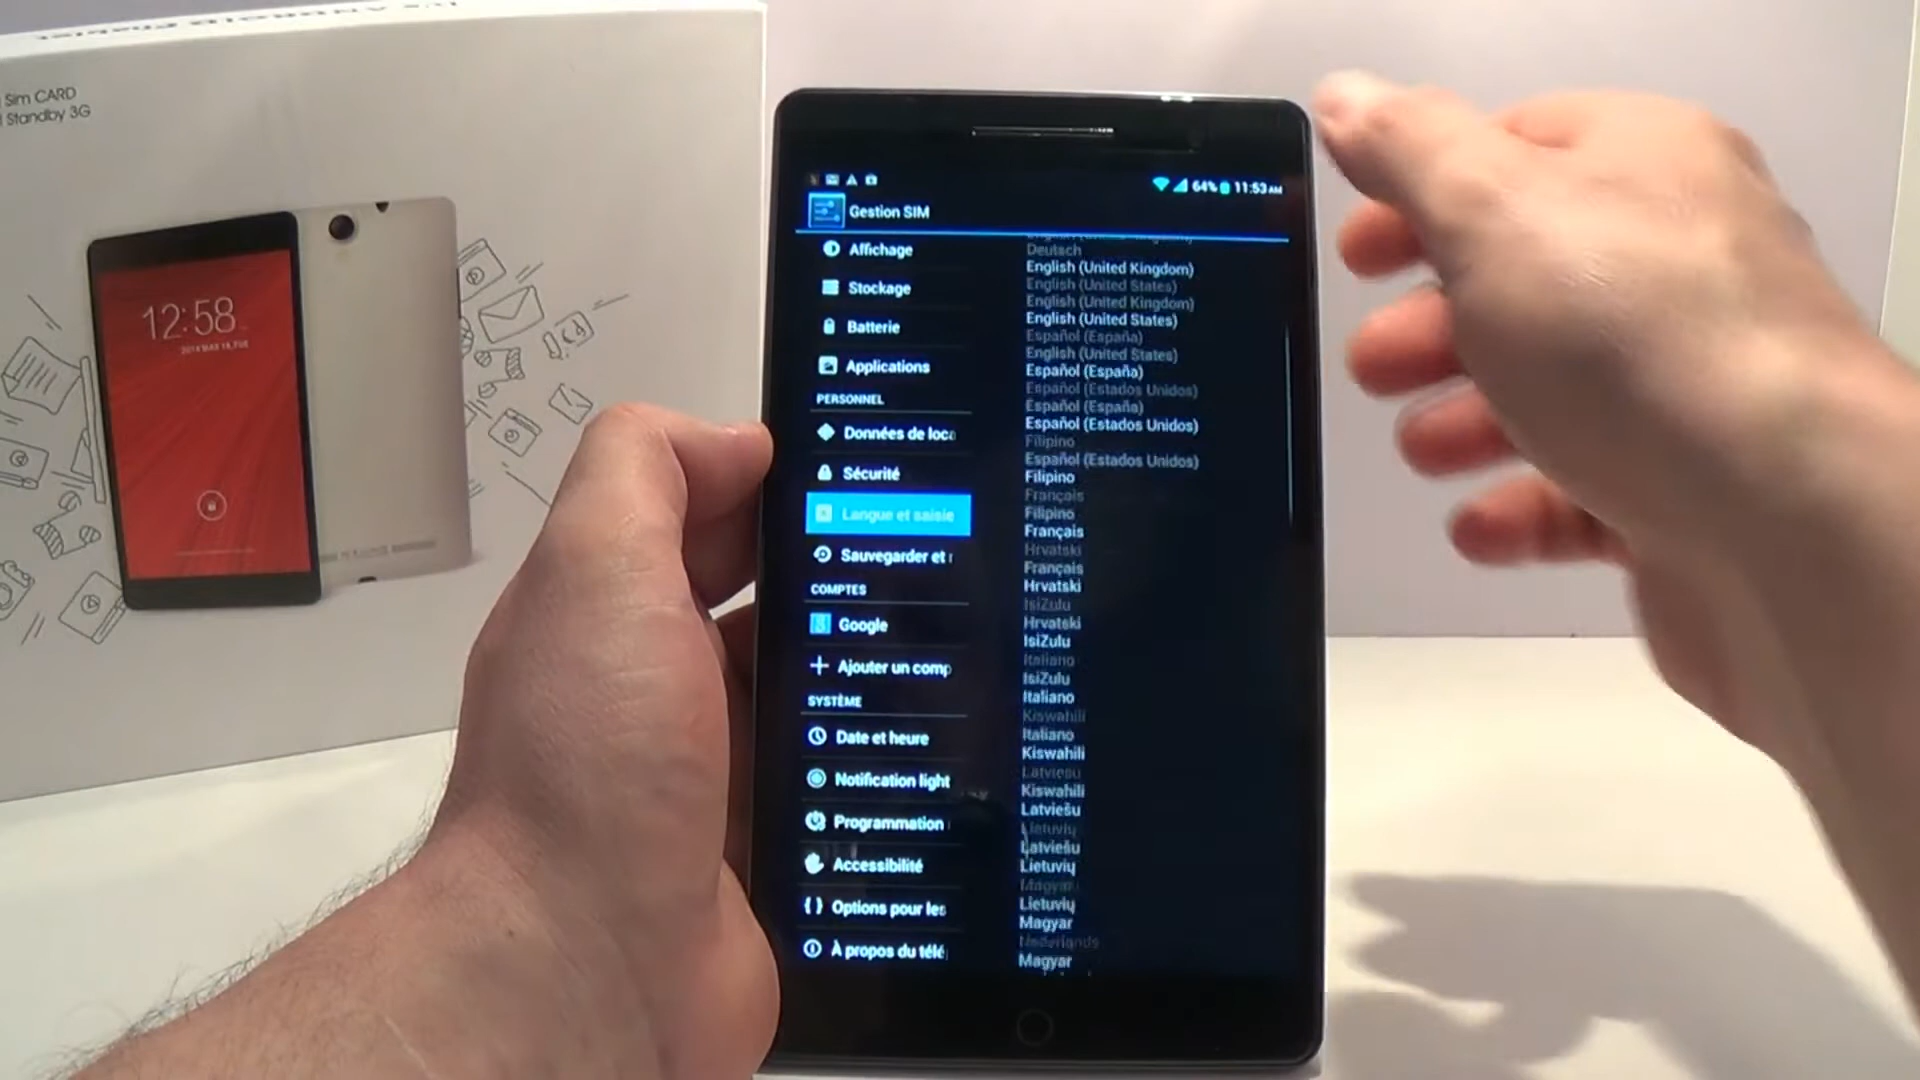 Sim CARD
Standby 3G
12:58
64% 11:53 AM
Gestion SIM
Affichage
Stockage
Batterie
Applications
PERSONNEL
Données de loca
Sécurité
Langue et saisie
Sauvegarder et
COMPTES
Google
Ajouter un comp
SYSTÈME
Date et heure
Notification light
Programmation
Accessibilité
Options pour les
À propos du télé
Deutsch
English (United Kingdom)
English (United States)
English (United Kingdom)
English (United States)
Español (España)
English (United States)
Español (España)
Español (Estados Unidos)
Español (España)
Español (Estados Unidos)
Filipino
Español (Estados Unidos)
Filipino
Français
Filipino
Français
Hrvatski
Français
Hrvatski
IsiZulu
Hrvatski
IsiZulu
Italiano
IsiZulu
Italiano
Kiswahili
Italiano
Kiswahili
Latviešu
Kiswahili
Latviešu
Lietuvių
Latviešu
Lietuvių
Magyar
Lietuvių
Magyar
Nederlands
Magyar